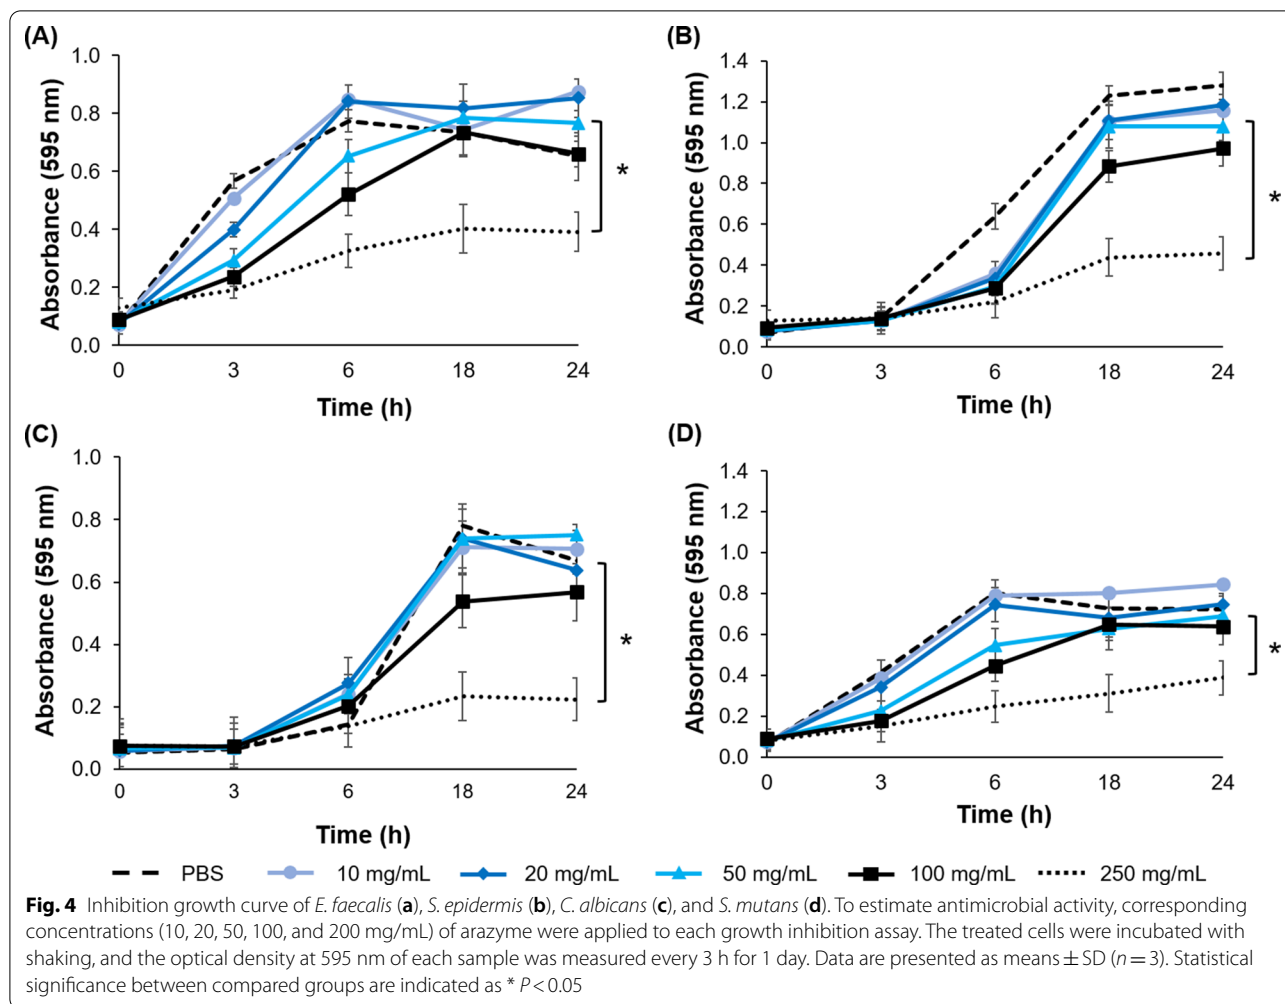 (A)
1.0
0.8
0.6
0.4
0.2
0.0
Absorbance (595 nm)
0 3 6 18 24
Time (h)
*
(B)
1.4
1.2
1.0
0.8
0.6
0.4
0.2
0.0
Absorbance (595 nm)
0 3 6 18 24
Time (h)
*
(C)
1.0
0.8
0.6
0.4
0.2
0.0
Absorbance (595 nm)
0 3 6 18 24
Time (h)
*
(D)
1.4
1.2
1.0
0.8
0.6
0.4
0.2
0.0
Absorbance (595 nm)
0 3 6 18 24
Time (h)
*
PBS 10 mg/mL 20 mg/mL 50 mg/mL 100 mg/mL 250 mg/mL
Fig. 4 Inhibition growth curve of E. faecalis (a), S. epidermis (b), C. albicans (c), and S. mutans (d). To estimate antimicrobial activity, corresponding
concentrations (10, 20, 50, 100, and 200 mg/mL) of arazyme were applied to each growth inhibition assay. The treated cells were incubated with
shaking, and the optical density at 595 nm of each sample was measured every 3 h for 1 day. Data are presented as means ± SD (n = 3). Statistical
significance between compared groups are indicated as * P < 0.05